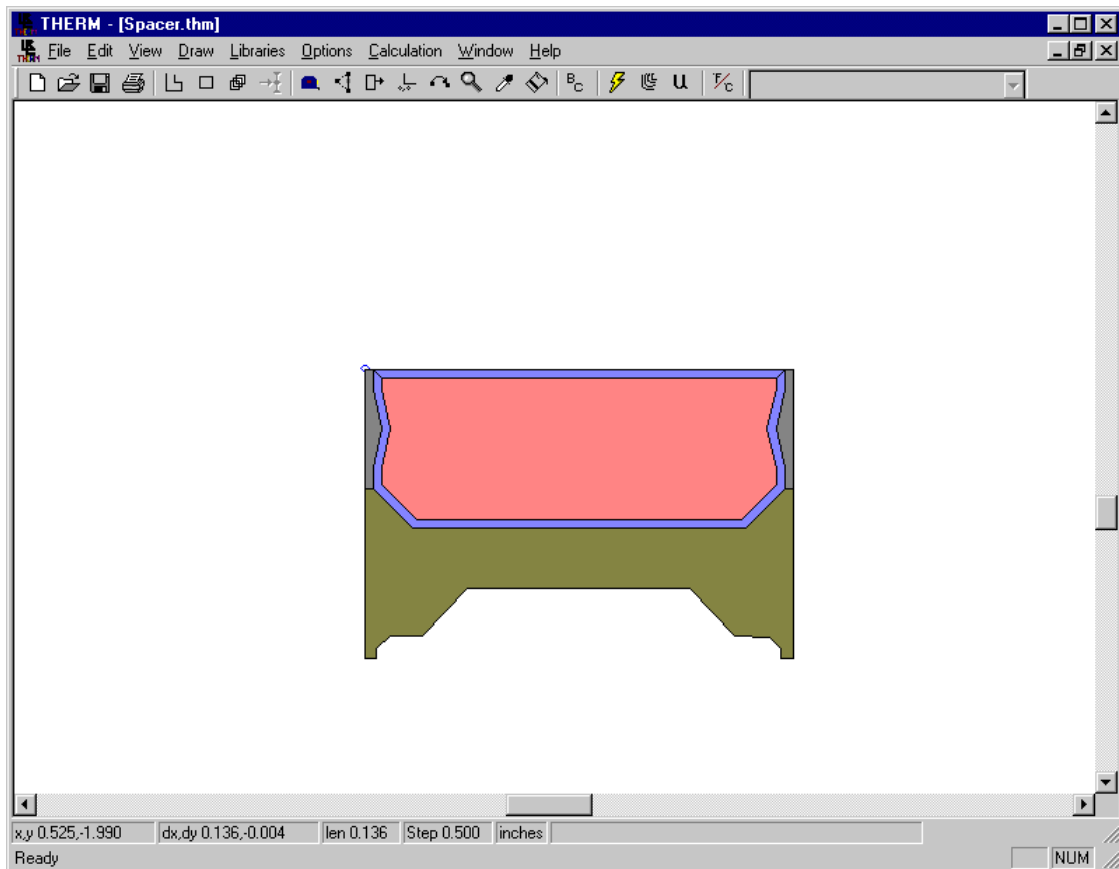 THERM - [Spacer.thm]
File Edit View Draw Libraries Options Calculation Window Help
BC U F/C
x,y 0.525,-1.990 dx,dy 0.136,-0.004 len 0.136 Step 0.500 inches
Ready NUM